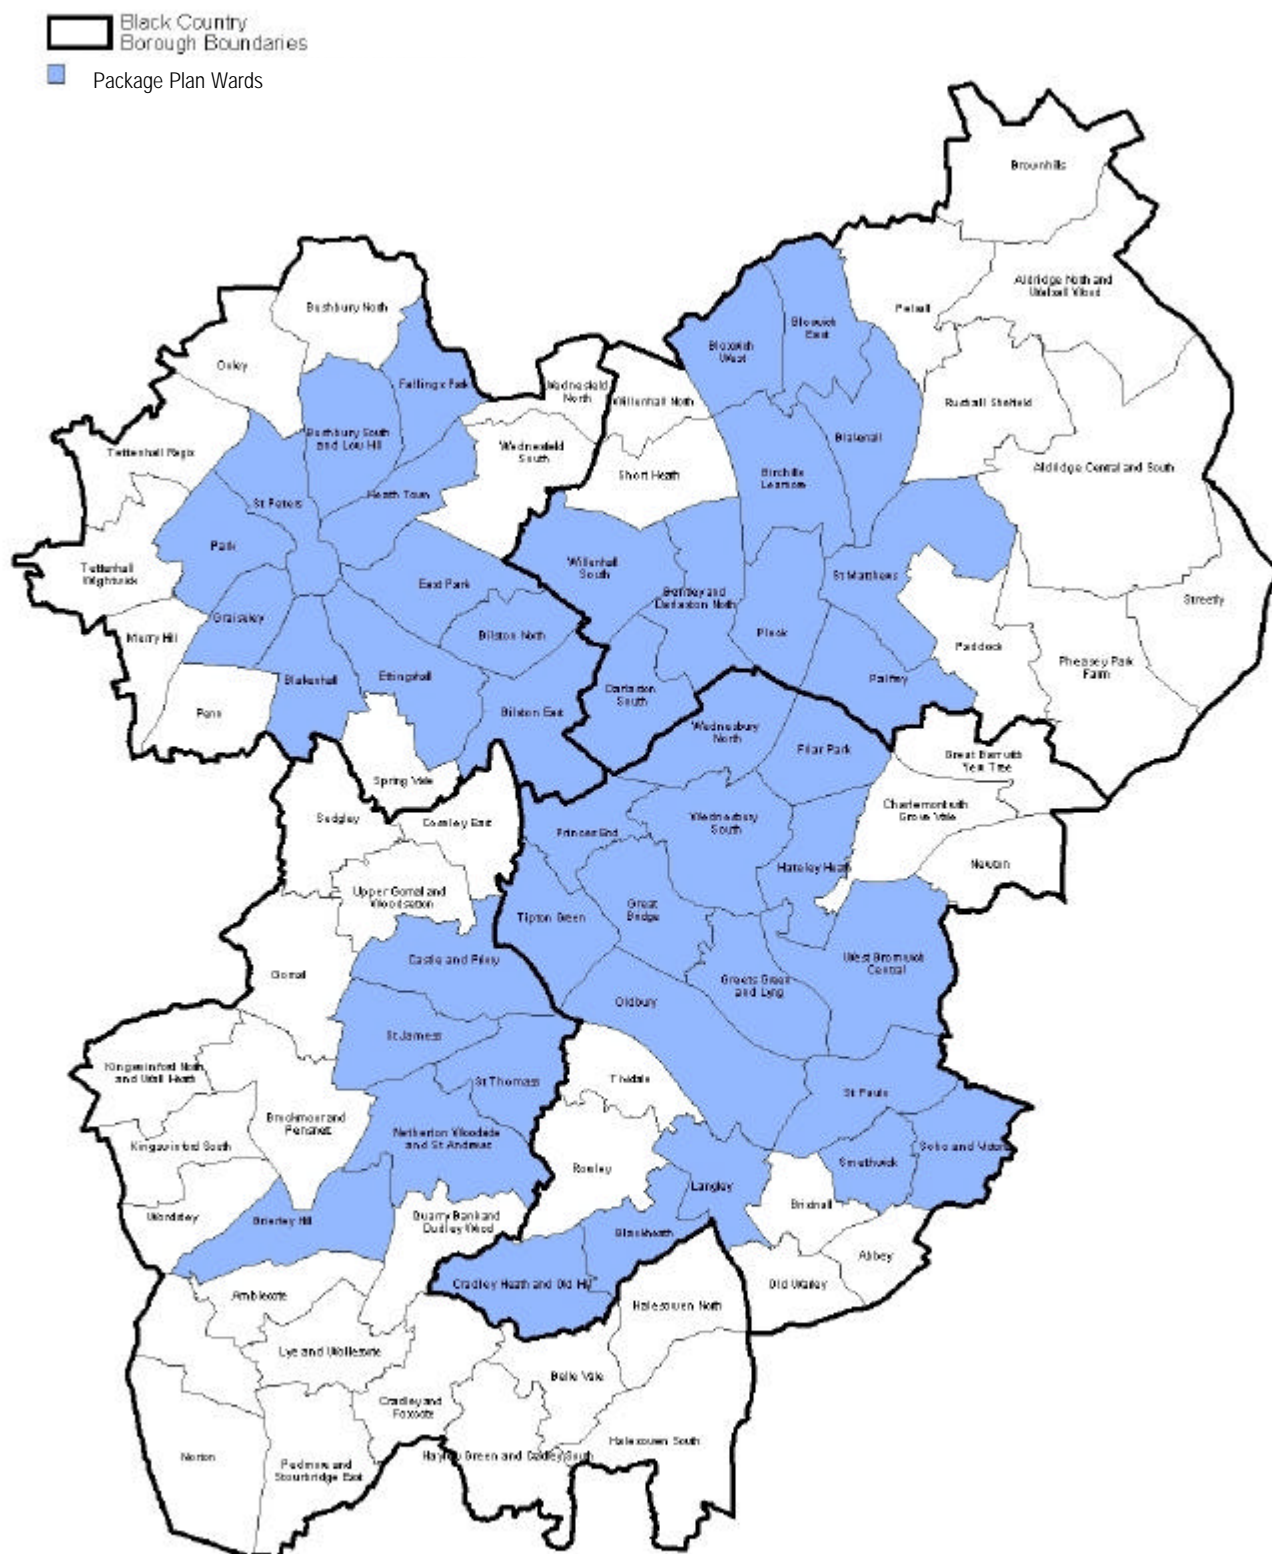 Black Country
Borough Boundaries
Package Plan Wards
Brownhills
Aldridge North and
Walsall Wood
Pelsall
Bushbury North
Bloxwich
East
Bloxwich
West
Oxley
Fallings Park
Wednesfield
North
Willenhall North
Rushall Shelfield
Bushbury South
and Low Hill
Wednesfield
South
Blakenall
Tettenhall Regis
Short Heath
Birchills
Leamore
Aldridge Central and South
St Peters
Heath Town
Park
Tettenhall
Wightwick
East Park
Willenhall
South
Bentley and
Darlaston North
St Matthews
Streetly
Graiseley
Merry Hill
Bilston North
Pleck
Paddock
Pheasey Park
Farm
Blakenhall
Ettingshall
Palfrey
Penn
Bilston East
Darlaston
South
Wednesbury
North
Friar Park
Great Barr with
Yew Tree
Spring Vale
Charlemont with
Grove Vale
Sedgley
Coseley East
Princes End
Wednesbury
South
Hateley Heath
Newton
Upper Gornal and
Woodsetton
Tipton Green
Great
Bridge
Gornal
Castle and Priory
West Bromwich
Central
Greets Green
and Lyng
Oldbury
St Jamess
Kingswinford North
and Wall Heath
St Thomass
Tividale
St Pauls
Brockmoor and
Pensnett
Netherton Woodside
and St Andrews
Kingswinford South
Soho and Victoria
Smethwick
Rowley
Langley
Wordsley
Brierley Hill
Quarry Bank and
Dudley Wood
Bristnall
Blackheath
Abbey
Cradley Heath and Old Hill
Old Warley
Amblecote
Halesowen North
Lye and Wollescote
Belle Vale
Cradley and
Foxcote
Norton
Pedmore and
Stourbridge East
Hayley Green and Cradley South
Halesowen South